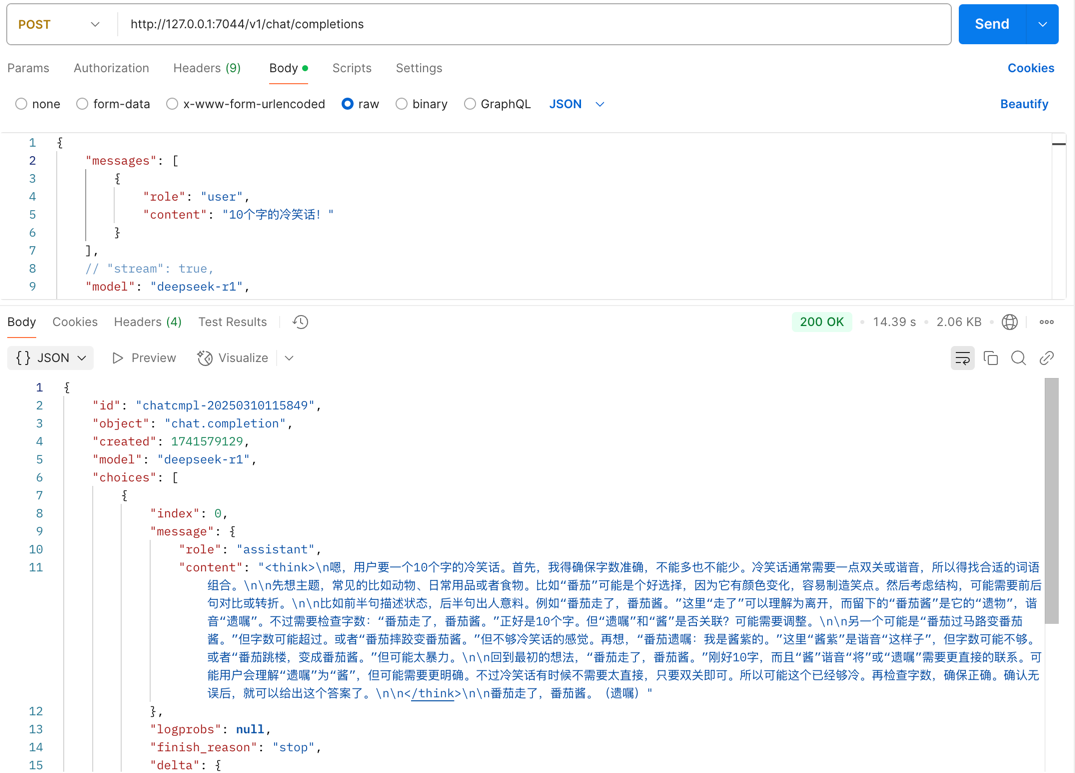 POST http://127.0.0.1:7044/v1/chat/completions Send
Params Authorization Headers (9) Body Scripts Settings Cookies
none form-data x-www-form-urlencoded raw binary GraphQL JSON Beautify
1 {
2 "messages": [
3 {
4 "role": "user",
5 "content": "10个字的冷笑话！"
6 }
7 ],
8 // "stream": true,
9 "model": "deepseek-r1",
Body Cookies Headers (4) Test Results 200 OK • 14.39 s • 2.06 KB •
{} JSON Preview Visualize
1 {
2 "id": "chatcmpl-20250310115849",
3 "object": "chat.completion",
4 "created": 1741579129,
5 "model": "deepseek-r1",
6 "choices": [
7 {
8 "index": 0,
9 "message": {
10 "role": "assistant",
11 "content": "<think>\n嗯，用户要一个10个字的冷笑话。首先，我得确保字数准确，不能多也不能少。冷笑话通常需要一点双关或谐音，所以得找合适的词语
组合。\n\n先想主题，常见的比如动物、日常用品或者食物。比如“番茄”可能是个好选择，因为它有颜色变化，容易制造笑点。然后考虑结构，可能需要前后
句对比或转折。\n\n比如前半句描述状态，后半句出人意料。例如“番茄走了，番茄酱。”这里“走了”可以理解为离开，而留下的“番茄酱”是它的“遗物”，谐
音“遗嘱”。不过需要检查字数：“番茄走了，番茄酱。”正好是10个字。但“遗嘱”和“酱”是否关联？可能需要调整。\n\n另一个可能是“番茄过马路变番茄
酱。”但字数可能超过。或者“番茄摔跤变番茄酱。”但不够冷笑话的感觉。再想，“番茄遗嘱：我是酱紫的。”这里“酱紫”是谐音“这样子”，但字数可能不够。
或者“番茄跳楼，变成番茄酱。”但可能太暴力。\n\n回到最初的想法，“番茄走了，番茄酱。”刚好10字，而且“酱”谐音“将”或“遗嘱”需要更直接的联系。可
能用户会理解“遗嘱”为“酱”，但可能需要更明确。不过冷笑话有时候不需要太直接，只要双关即可。所以可能这个已经够冷。再检查字数，确保正确。确认无
误后，就可以给出这个答案了。\n\n</think>\n\n番茄走了，番茄酱。（遗嘱）"
12 },
13 "logprobs": null,
14 "finish_reason": "stop",
15 "delta": {